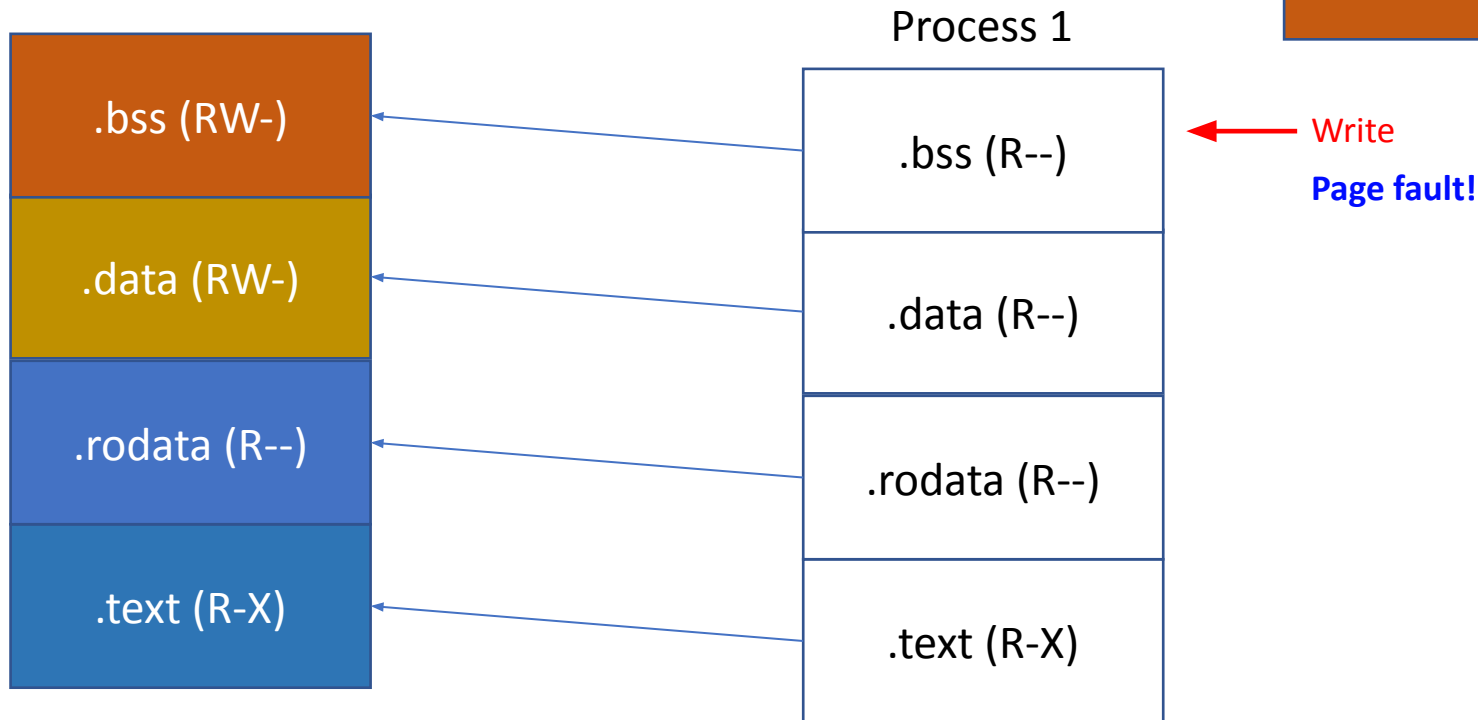 Process 1
.bss (RW-)
.data (RW-)
.rodata (R--)
.text (R-X)
.bss (R--)
.data (R--)
.rodata (R--)
.text (R-X)
Write
Page fault!